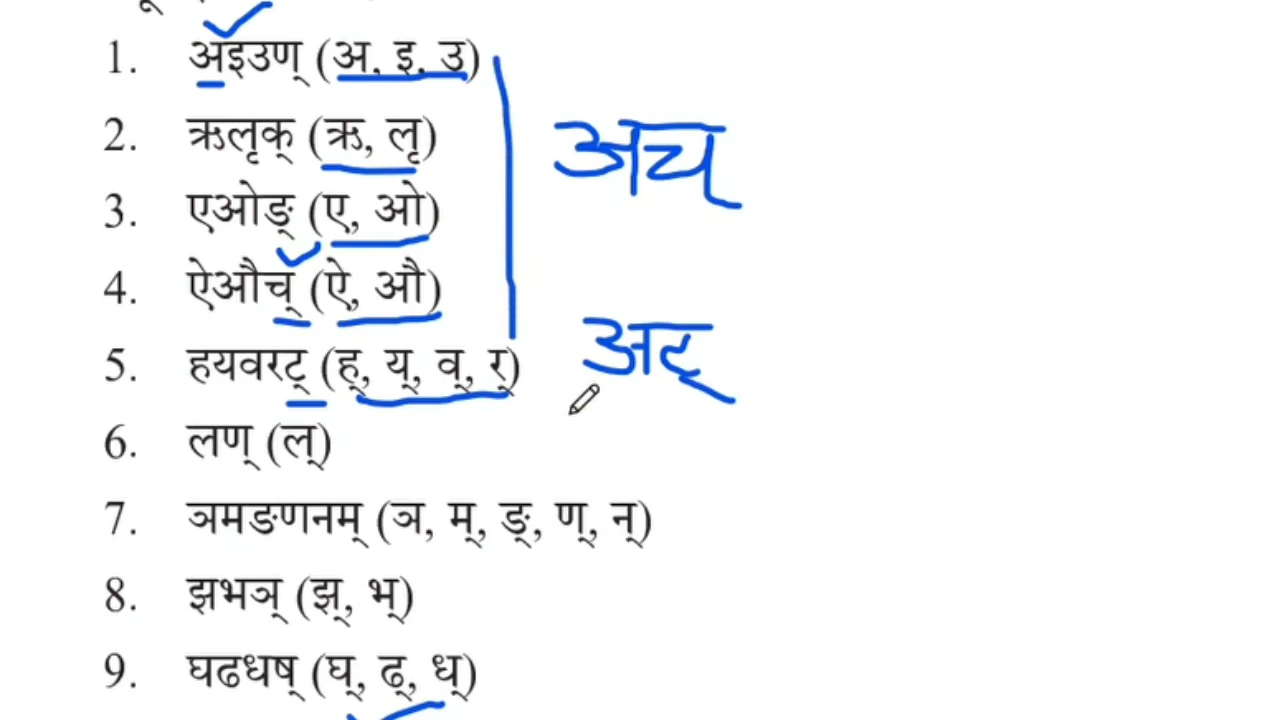 1. अइउण् (अ, इ, उ)
अच्
2. ऋलृक् (ऋ, लृ)
3. एओङ् (ए, ओ)
4. ऐऔच् (ऐ, औ)
अट्
5. हयवरट् (ह्, य्, व्, र्)
6. लण् (ल्)
7. ञमङणनम् (ञ, म्, ङ्, ण्, न्)
8. झभञ् (झ्, भ्)
9. घढधष् (घ्, ढ्, ध्)